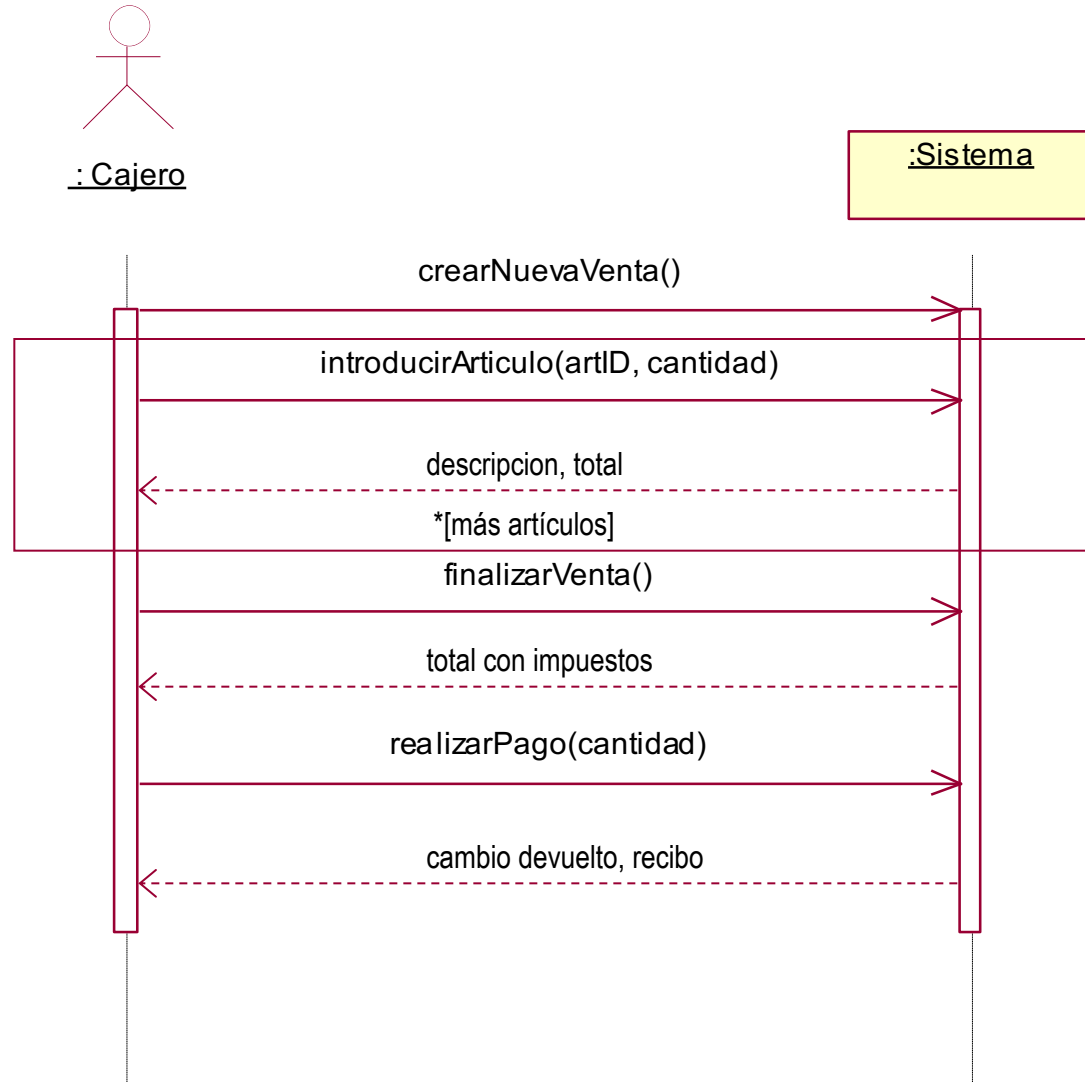 : Cajero
:Sistema
crearNuevaVenta()
introducirArticulo(artID, cantidad)
descripcion, total
*[más artículos]
finalizarVenta()
total con impuestos
realizarPago(cantidad)
cambio devuelto, recibo